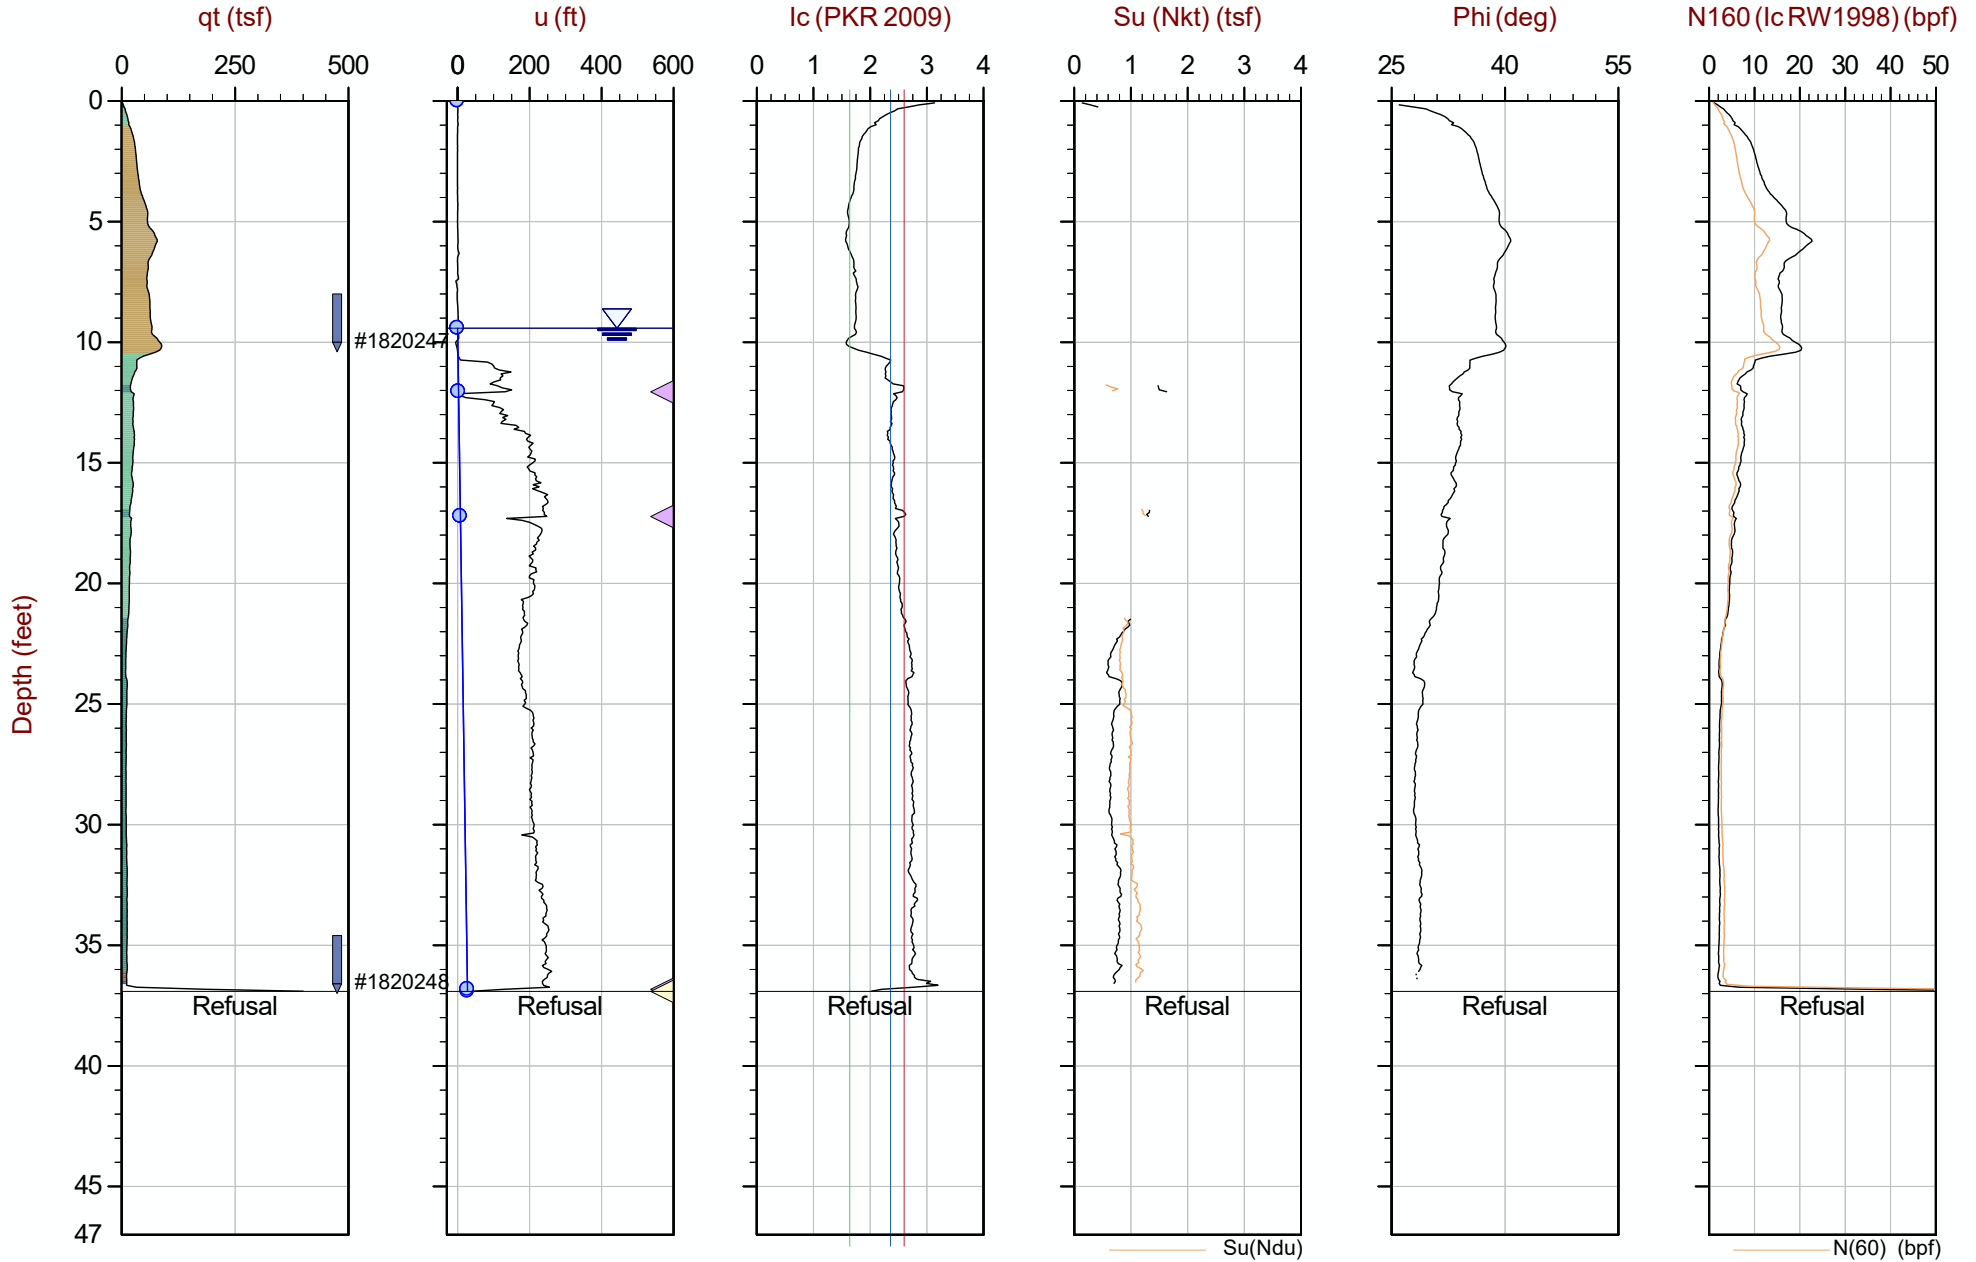 qt (tsf) u (ft) Ic (PKR 2009) Su (Nkt) (tsf) Phi (deg) N160 (Ic RW1998) (bpf)
0 250 500 0 200 400 600 0 1 2 3 4 0 1 2 3 4 25 40 55 0 10 20 30 40 50
0
5
10
#1820247
15
20
Depth (feet)
25
30
35
#1820248
Refusal Refusal Refusal Refusal Refusal Refusal
40
45
47
Su(Ndu) N(60) (bpf)